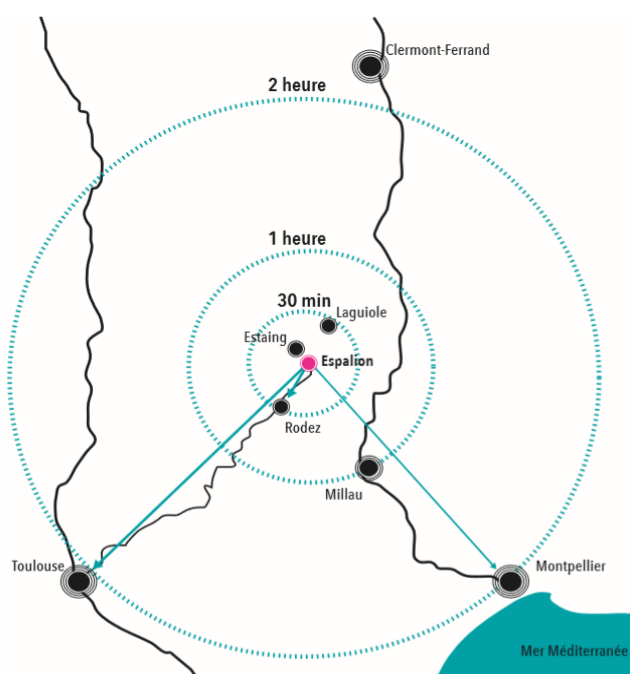 Clermont-Ferrand
2 heure
1 heure
30 min
Laguiole
Estaing
Espalion
Rodez
Millau
Toulouse
Montpellier
Mer Méditerranée